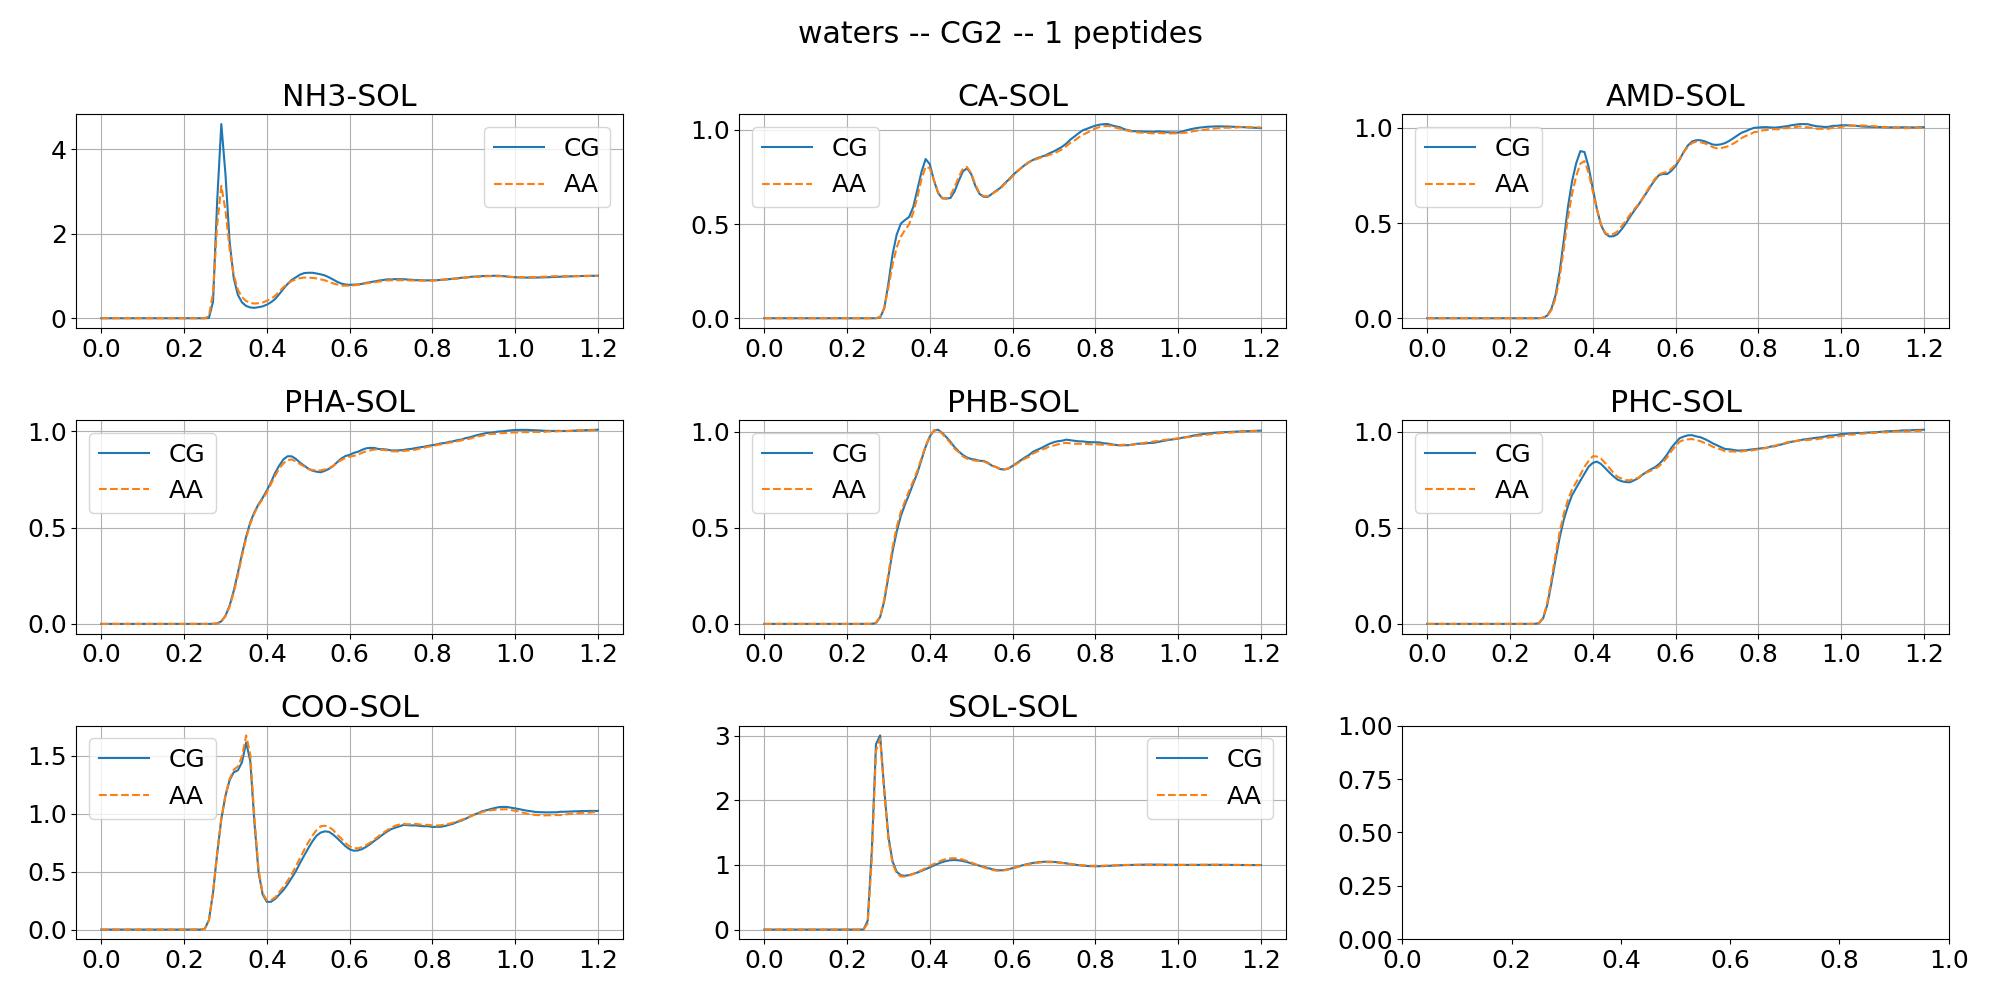 waters -- CG2 -- 1 peptides
NH3-SOL
4
2
0
0.0 0.2 0.4 0.6 0.8 1.0 1.2
CG
AA
CA-SOL
1.0
0.5
0.0
0.0 0.2 0.4 0.6 0.8 1.0 1.2
CG
AA
AMD-SOL
1.0
0.5
0.0
0.0 0.2 0.4 0.6 0.8 1.0 1.2
CG
AA
PHA-SOL
1.0
0.5
0.0
0.0 0.2 0.4 0.6 0.8 1.0 1.2
CG
AA
PHB-SOL
1.0
0.5
0.0
0.0 0.2 0.4 0.6 0.8 1.0 1.2
CG
AA
PHC-SOL
1.0
0.5
0.0
0.0 0.2 0.4 0.6 0.8 1.0 1.2
CG
AA
COO-SOL
1.5
1.0
0.5
0.0
0.0 0.2 0.4 0.6 0.8 1.0 1.2
CG
AA
SOL-SOL
3
2
1
0
0.0 0.2 0.4 0.6 0.8 1.0 1.2
CG
AA
1.00
0.75
0.50
0.25
0.00
0.0 0.2 0.4 0.6 0.8 1.0